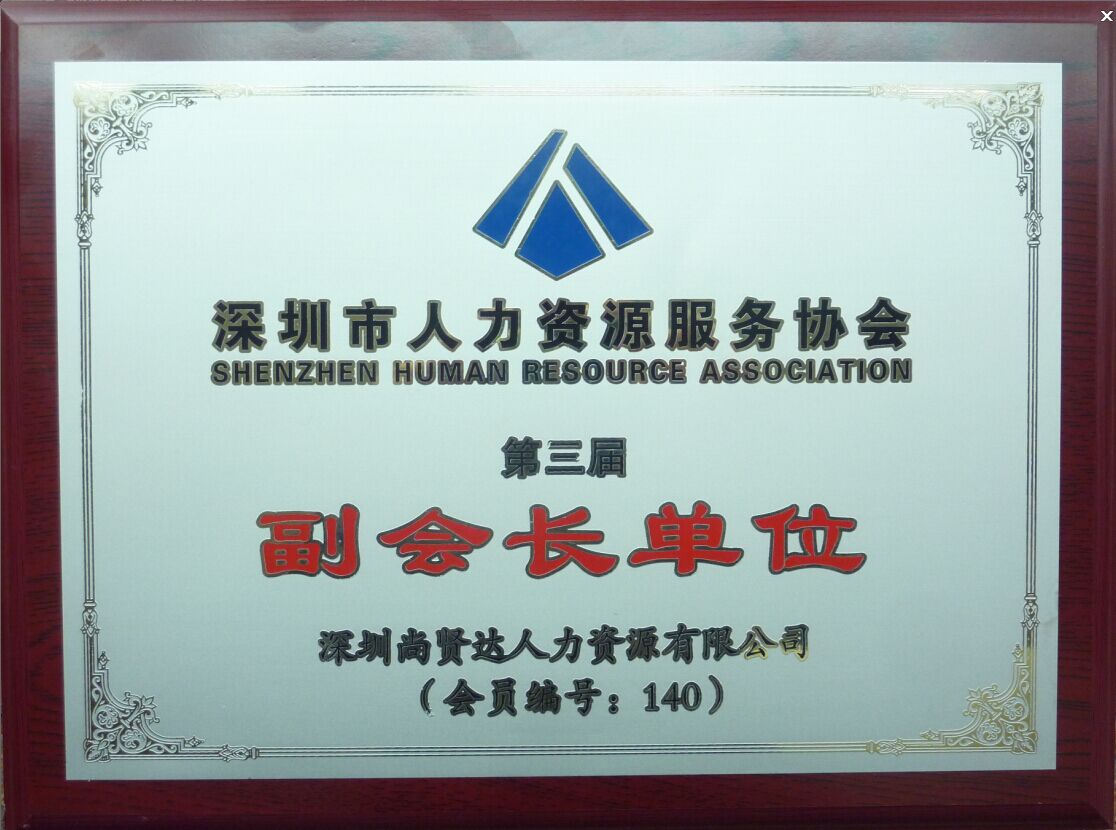 深圳市人力资源服务协会
SHENZHEN HUMAN RESOURCE ASSOCIATION
第三届
副会长单位
深圳尚贤达人力资源有限公司
（会员编号：140）